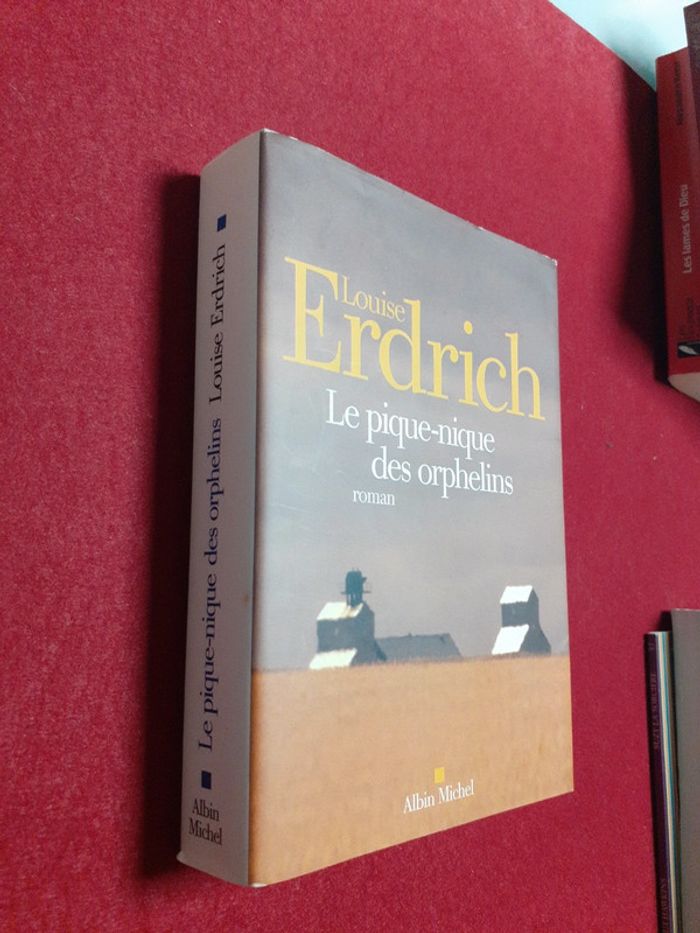 Louise
Erdrich
Le pique-nique
des orphelins
roman
Albin Michel
Le pique-nique des orphelins Louise Erdrich
Albin
Michel
Les lames de Dieu